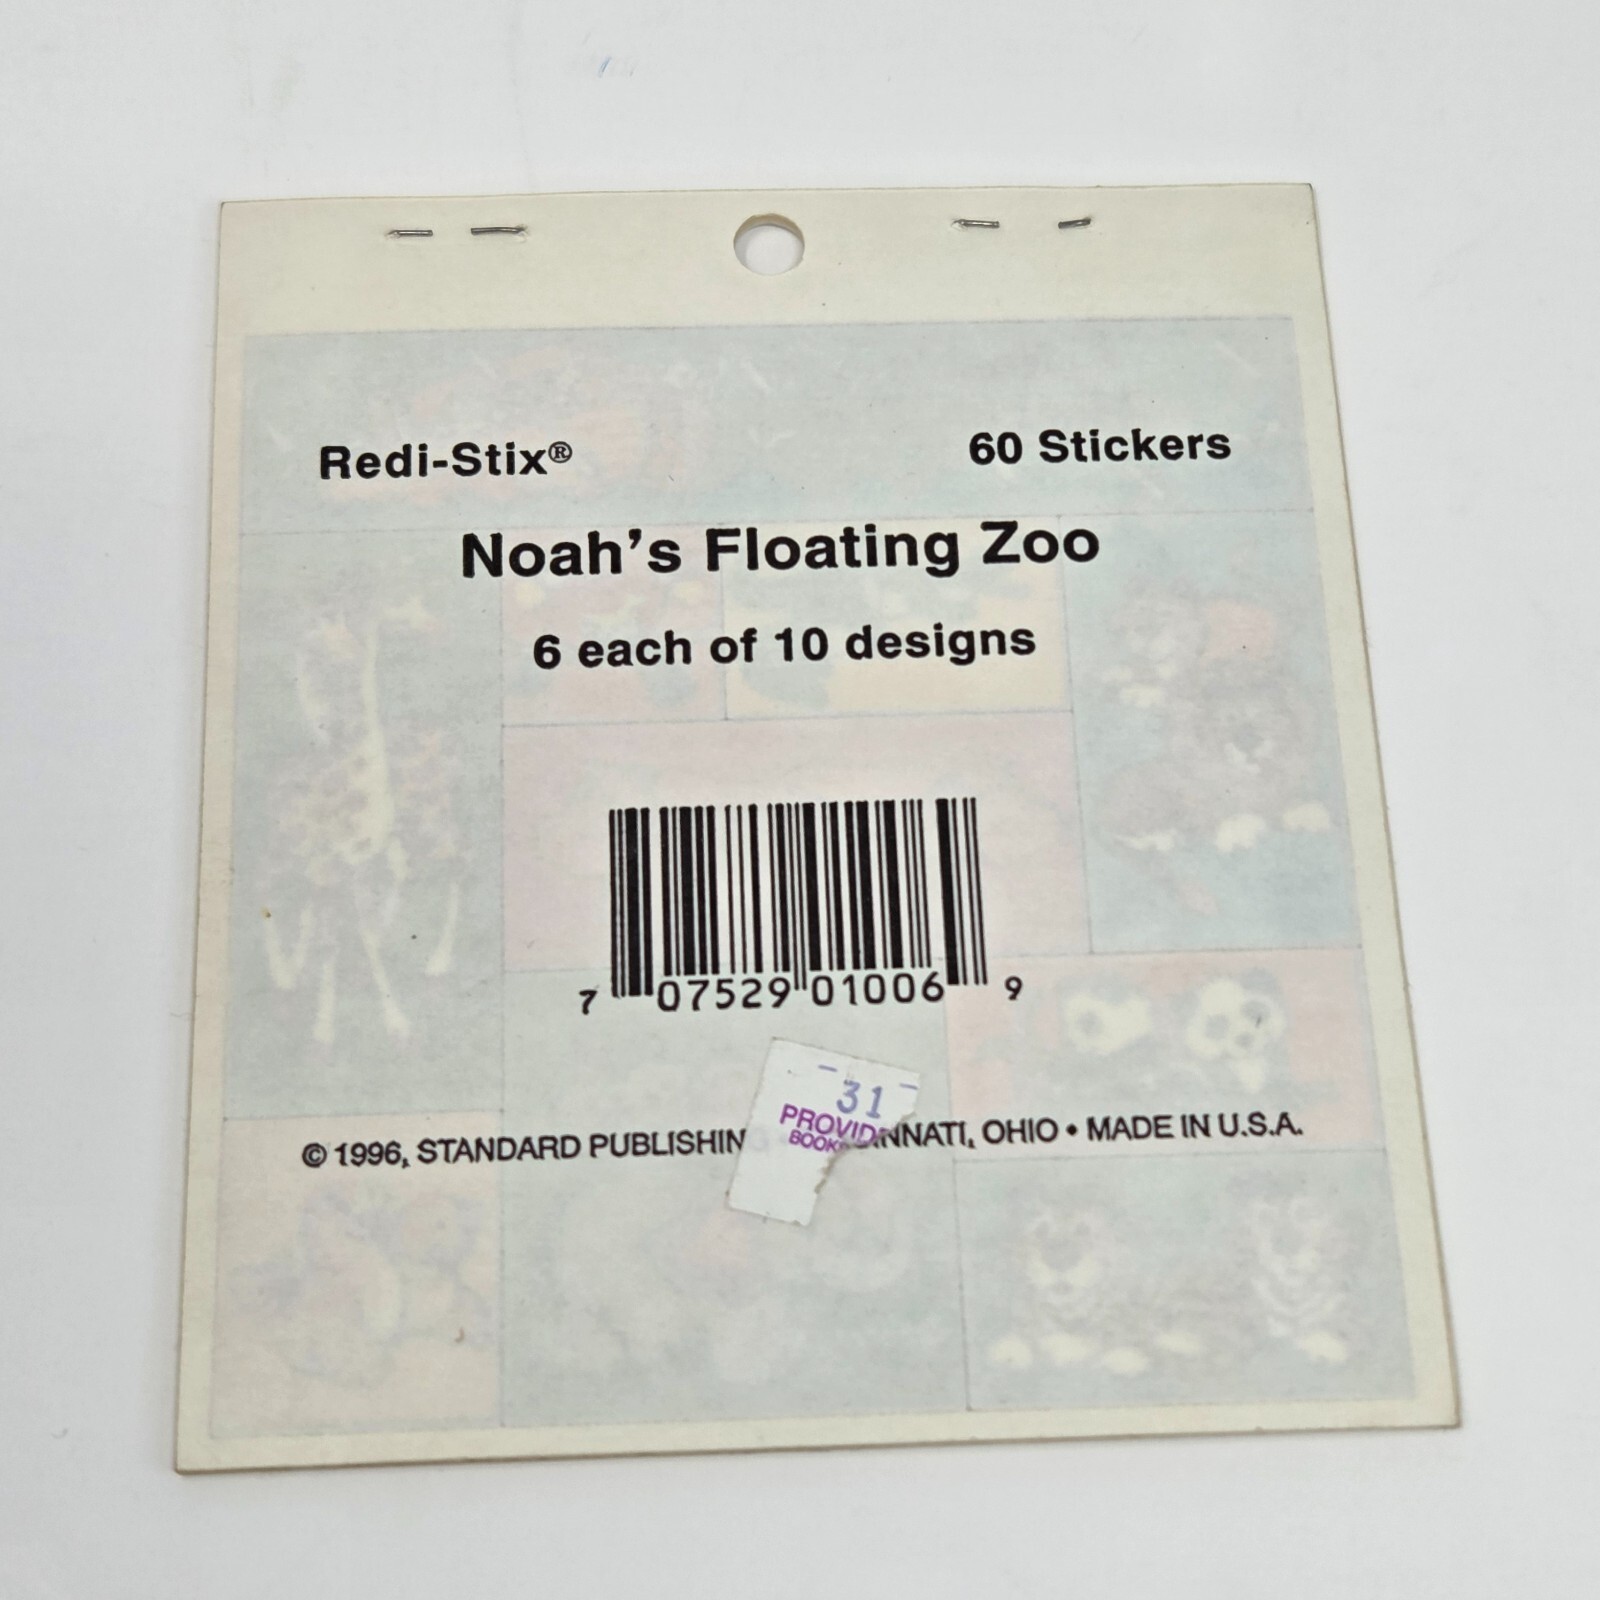 Redi-Stix® 60 Stickers
Noah's Floating Zoo
6 each of 10 designs
7 07529 01006 9
31
PROVID
BOOK
© 1996, STANDARD PUBLISHIN NNATI, OHIO • MADE IN U.S.A.